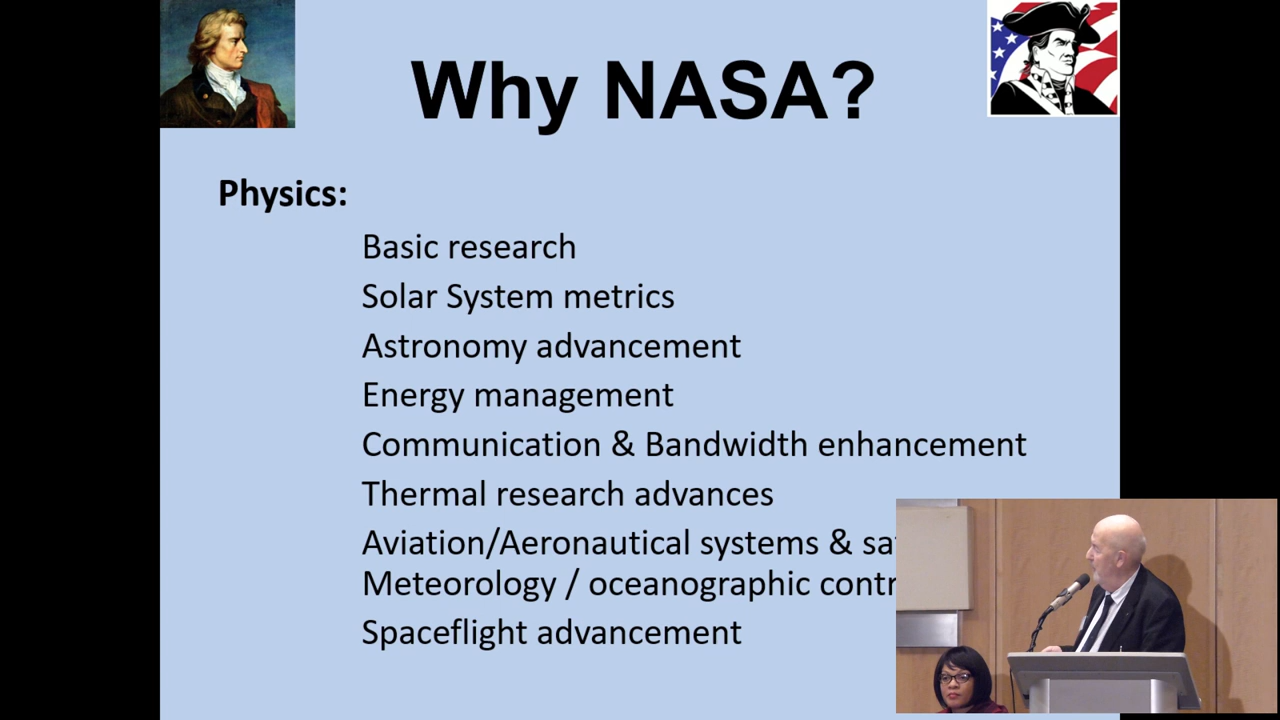 Why NASA?
Physics:
Basic research
Solar System metrics
Astronomy advancement
Energy management
Communication & Bandwidth enhancement
Thermal research advances
Aviation/Aeronautical systems &
Meteorology / oceanographic
Spaceflight advancement